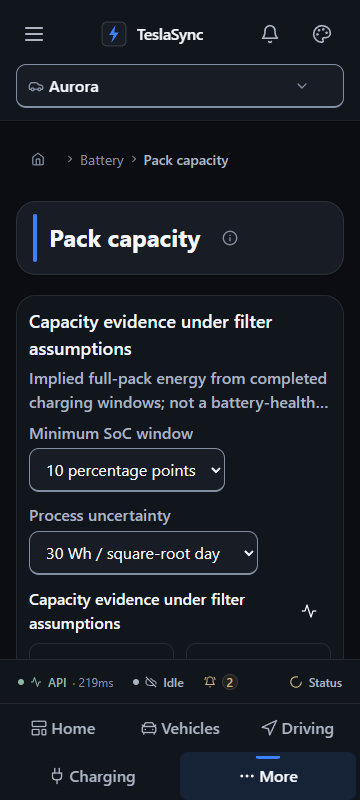 TeslaSync
Aurora
Battery > Pack capacity
Pack capacity
Capacity evidence under filter
assumptions
Implied full-pack energy from completed
charging windows; not a battery-health...
Minimum SoC window
10 percentage points
Process uncertainty
30 Wh / square-root day
Capacity evidence under filter
assumptions
API · 219ms Idle 2 Status
Home Vehicles Driving
Charging More